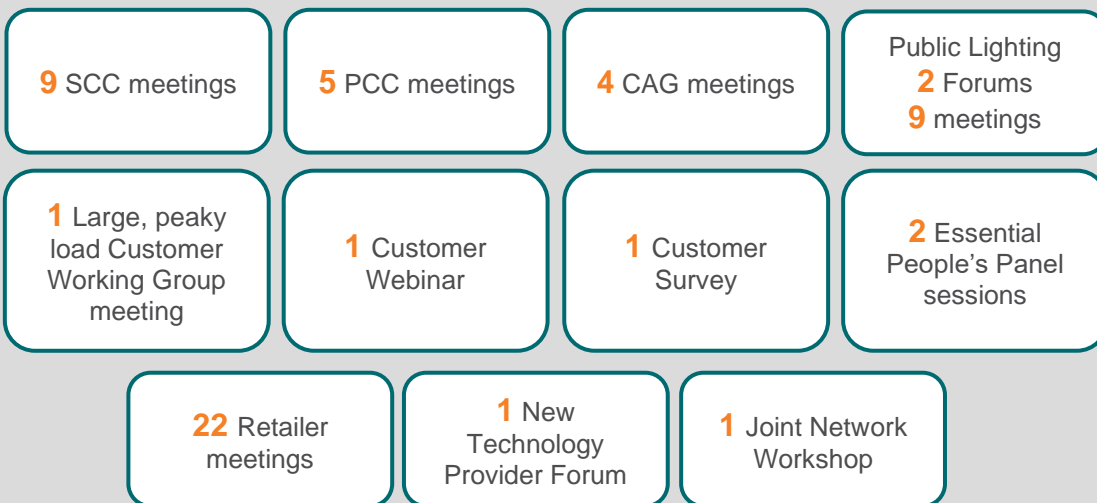 9 SCC meetings
5 PCC meetings
4 CAG meetings
Public Lighting
2 Forums
9 meetings
1 Large, peaky
load Customer
Working Group
meeting
1 Customer
Webinar
1 Customer
Survey
2 Essential
People’s Panel
sessions
22 Retailer
meetings
1 New
Technology
Provider Forum
1 Joint Network
Workshop